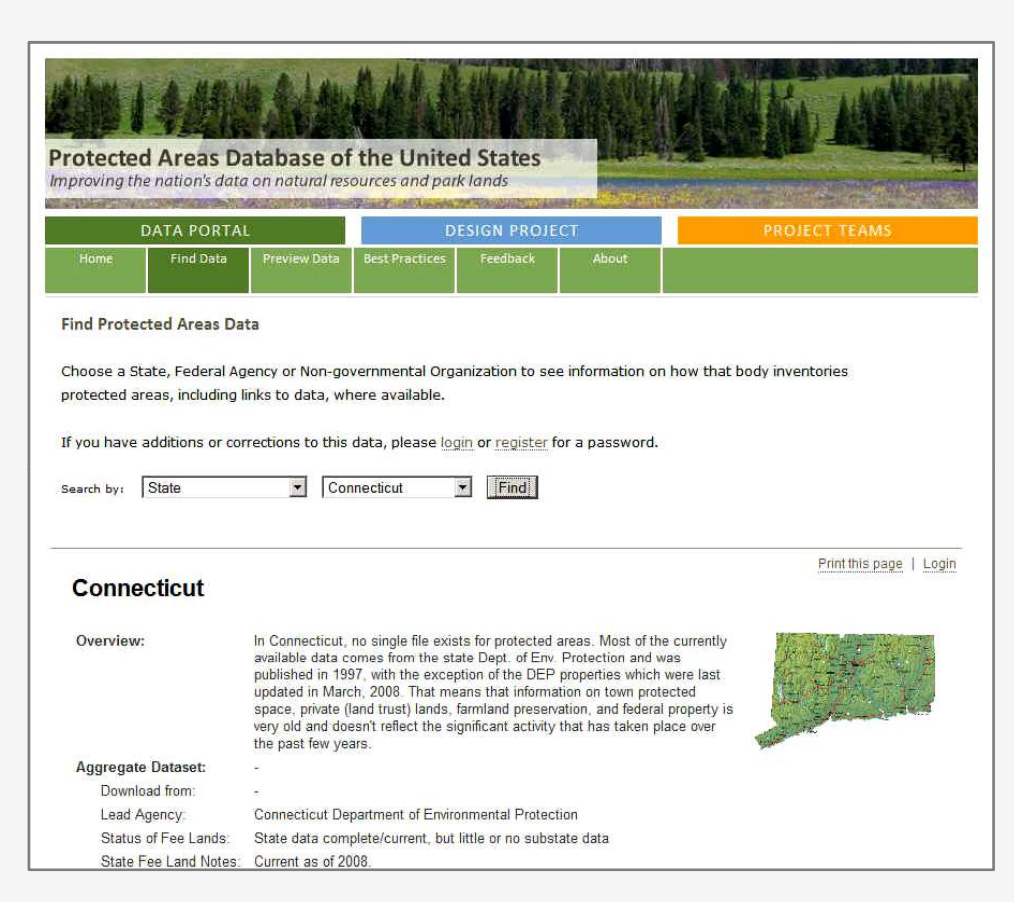 Protected Areas Database of the United States
Improving the nation's data on natural resources and park lands
DATA PORTAL DESIGN PROJECT PROJECT TEAMS
Home Find Data Preview Data Best Practices Feedback About
Find Protected Areas Data
Choose a State, Federal Agency or Non-governmental Organization to see information on how that body inventories
protected areas, including links to data, where available.
If you have additions or corrections to this data, please login or register for a password.
Search by: State Connecticut Find
Print this page | Login
Connecticut
Overview: In Connecticut, no single file exists for protected areas. Most of the currently
available data comes from the state Dept. of Env. Protection and was
published in 1997, with the exception of the DEP properties which were last
updated in March, 2008. That means that information on town protected
space, private (land trust) lands, farmland preservation, and federal property is
very old and doesn't reflect the significant activity that has taken place over
the past few years.
Aggregate Dataset: -
Download from: -
Lead Agency: Connecticut Department of Environmental Protection
Status of Fee Lands: State data complete/current, but little or no substate data
State Fee Land Notes: Current as of 2008.